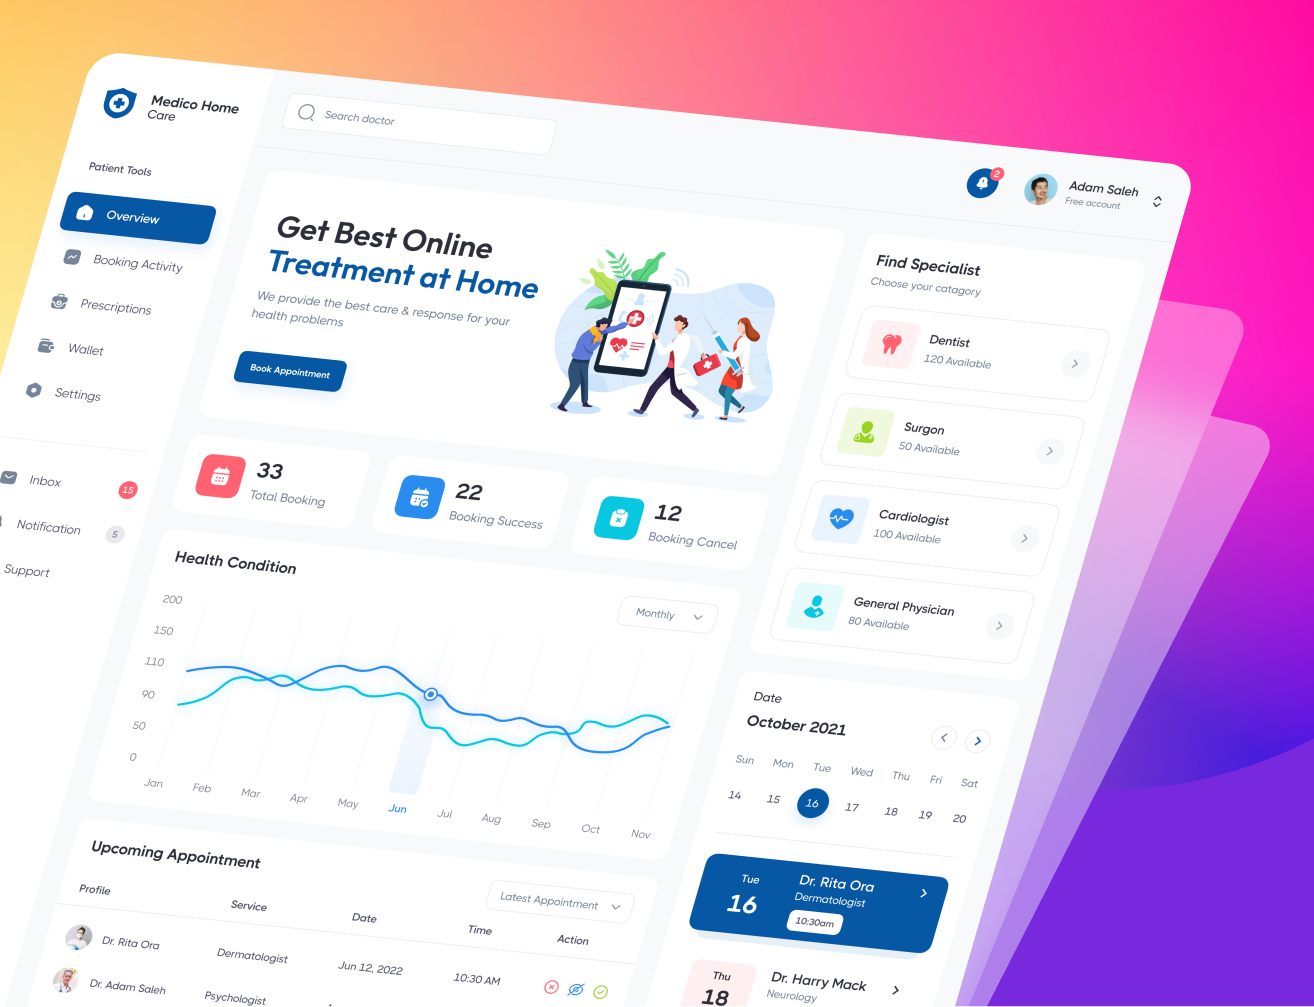 Medico Home
Care
Search doctor
2
Adam Saleh
Free account
Patient Tools
Overview
Booking Activity
Prescriptions
Wallet
Settings
Inbox
15
Notification
5
Support
Get Best Online
Treatment at Home
We provide the best care & response for your
health problems
Book Appointment
33
Total Booking
22
Booking Success
12
Booking Cancel
Health Condition
Monthly
200
150
110
90
50
0
Jan Feb Mar Apr May Jun Jul Aug Sep Oct Nov
Upcoming Appointment
Latest Appointment
Profile Service Date Time Action
Dr. Rita Ora Dermatologist Jun 12, 2022 10:30 AM
Dr. Adam Saleh Psychologist
Find Specialist
Choose your catagory
Dentist
120 Available
Surgon
50 Available
Cardiologist
100 Available
General Physician
80 Available
Date
October 2021
Sun Mon Tue Wed Thu Fri Sat
14 15 16 17 18 19 20
Tue
16
Dr. Rita Ora
Dermatologist
10:30am
Thu
18
Dr. Harry Mack
Neurology